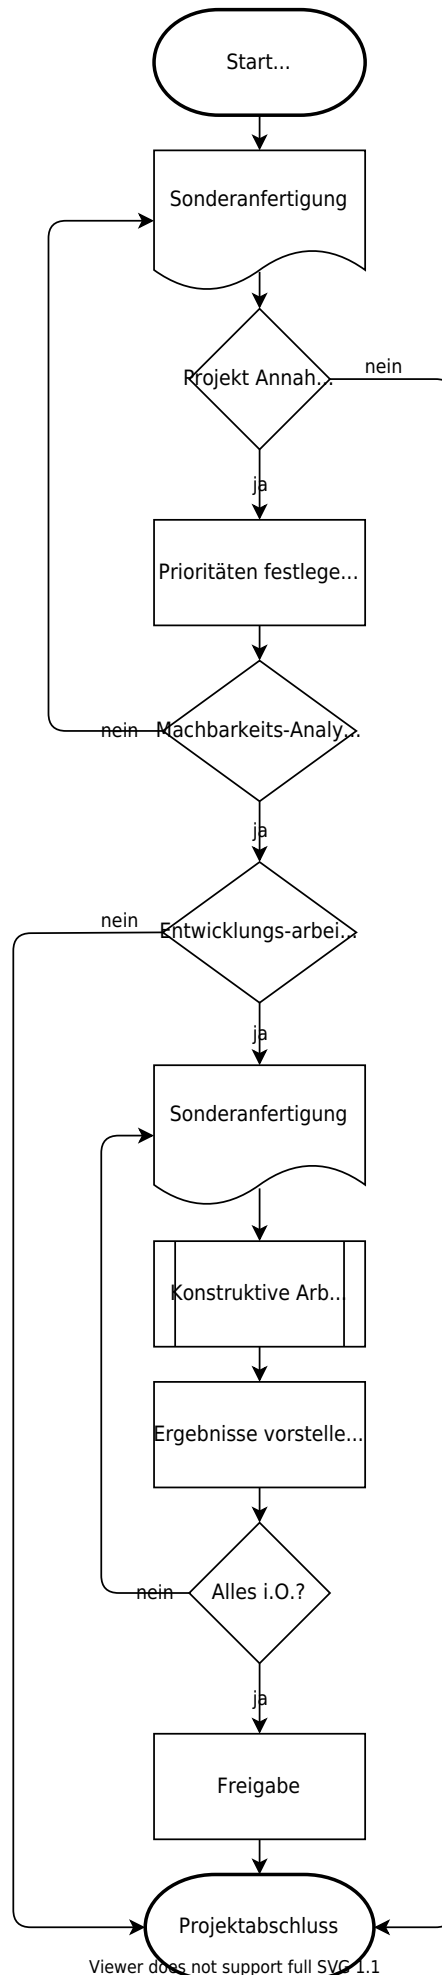 Start...
Sonderanfertigung
Projekt Annah...
nein
ja
Prioritäten festlege...
Machbarkeits-Analy...
nein
ja
Entwicklungs-arbei...
nein
ja
Sonderanfertigung
Konstruktive Arb...
Ergebnisse vorstelle...
Alles i.O.?
nein
ja
Freigabe
Projektabschluss
Viewer does not support full SVG 1.1